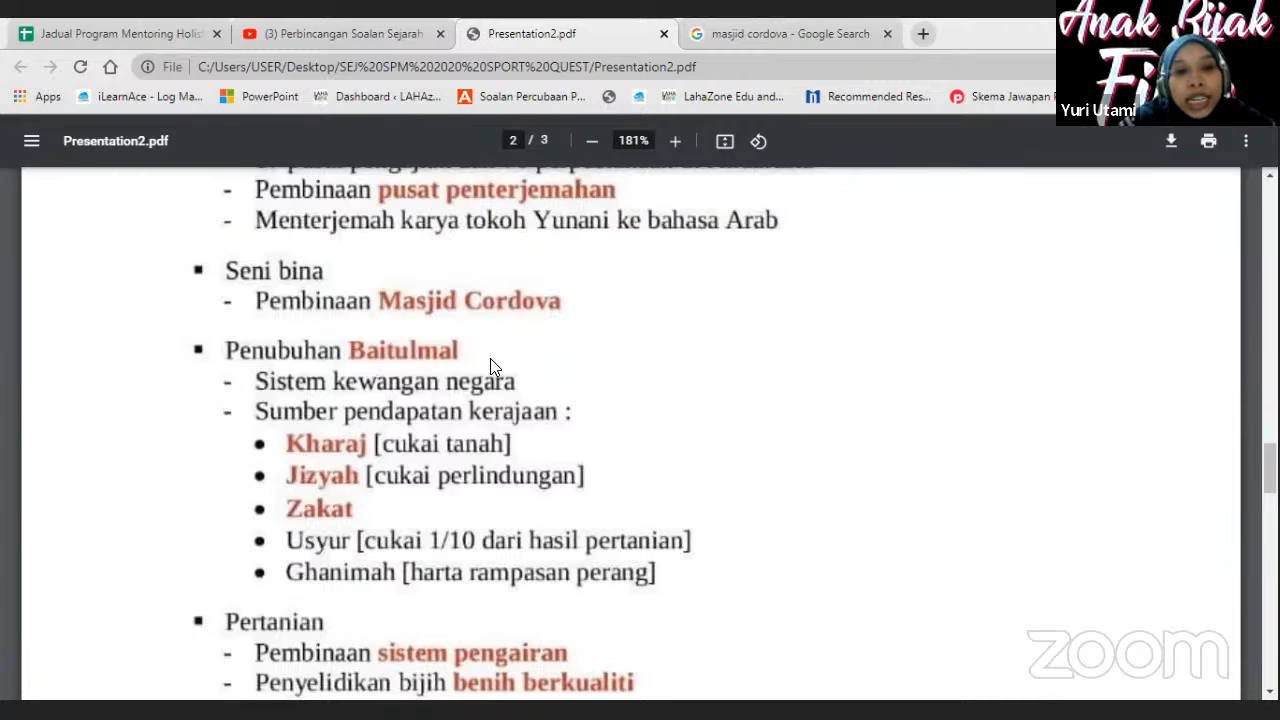 Jadual Program Mentoring Holis
(3) Perbincangan Soalan Sejarah
Presentation2.pdf
masjid cordova - Google Search
File
C:/Users/USER/Desktop/SEJ%20SPM%202020%20SPORT%20QUEST/Presentation2.pdf
Apps
iLearnAce - Log Ma...
PowerPoint
Dashboard ‹ LAHAz...
Soalan Percubaan P...
LahaZone Edu and...
Recommended Res...
Skema Jawapan P
Anak Bijak
Yuri Utami
Presentation2.pdf
2 / 3
181%
- Pembinaan pusat penterjemahan
- Menterjemah karya tokoh Yunani ke bahasa Arab
▪ Seni bina
- Pembinaan Masjid Cordova
▪ Penubuhan Baitulmal
- Sistem kewangan negara
- Sumber pendapatan kerajaan :
• Kharaj [cukai tanah]
• Jizyah [cukai perlindungan]
• Zakat
• Usyur [cukai 1/10 dari hasil pertanian]
• Ghanimah [harta rampasan perang]
▪ Pertanian
- Pembinaan sistem pengairan
- Penyelidikan bijih benih berkualiti
zoom